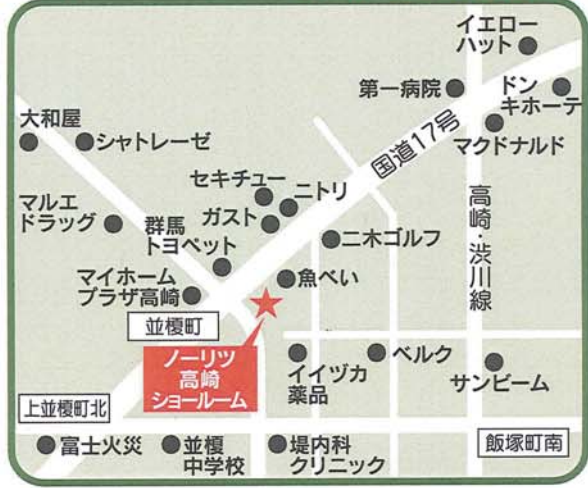 イエロー
ハット
第一病院
ドン
キホーテ
マクドナルド
国道17号
大和屋
シャトレーゼ
セキチュー
ニトリ
マルエ
ドラッグ
ガスト
群馬
トヨペット
二木ゴルフ
高崎・渋川線
マイホーム
プラザ高崎
魚べい
並榎町
ノーリツ
高崎
ショールーム
イイヅカ
薬品
ベルク
サンビーム
上並榎町北
富士火災
並榎
中学校
堤内科
クリニック
飯塚町南